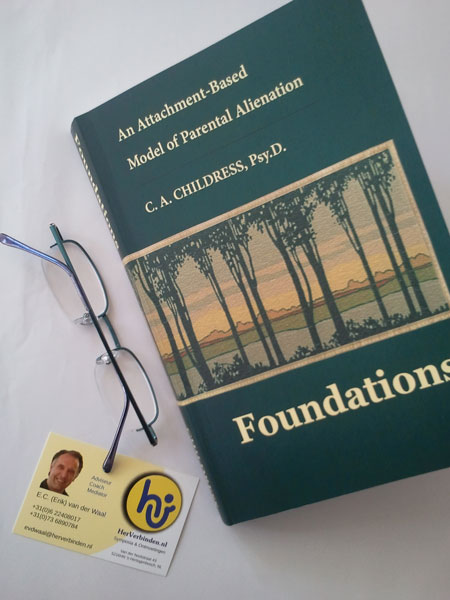 An Attachment-Based
Model of Parental Alienation
C. A. CHILDRESS, Psy.D.
Foundations
Adviseur
Coach
Mediator
E.C. (Erik) van der Waal
+31(0)6 22408017
+31(0)73 6890784
evdwaal@herverbinden.nl
HerVerbinden.nl